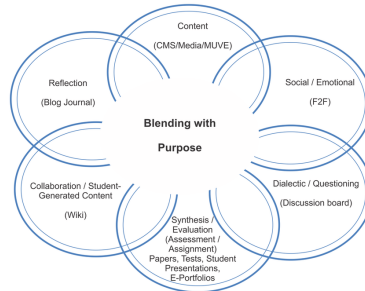 Content
(CMS/Media/MUVE)
Social / Emotional
(F2F)
Reflection
(Blog Journal)
Blending with
Purpose
Dialectic / Questioning
(Discussion board)
Collaboration / Student-
Generated Content
(Wiki)
Synthesis /
Evaluation
(Assessment /
Assignment)
Papers, Tests, Student
Presentations,
E-Portfolios